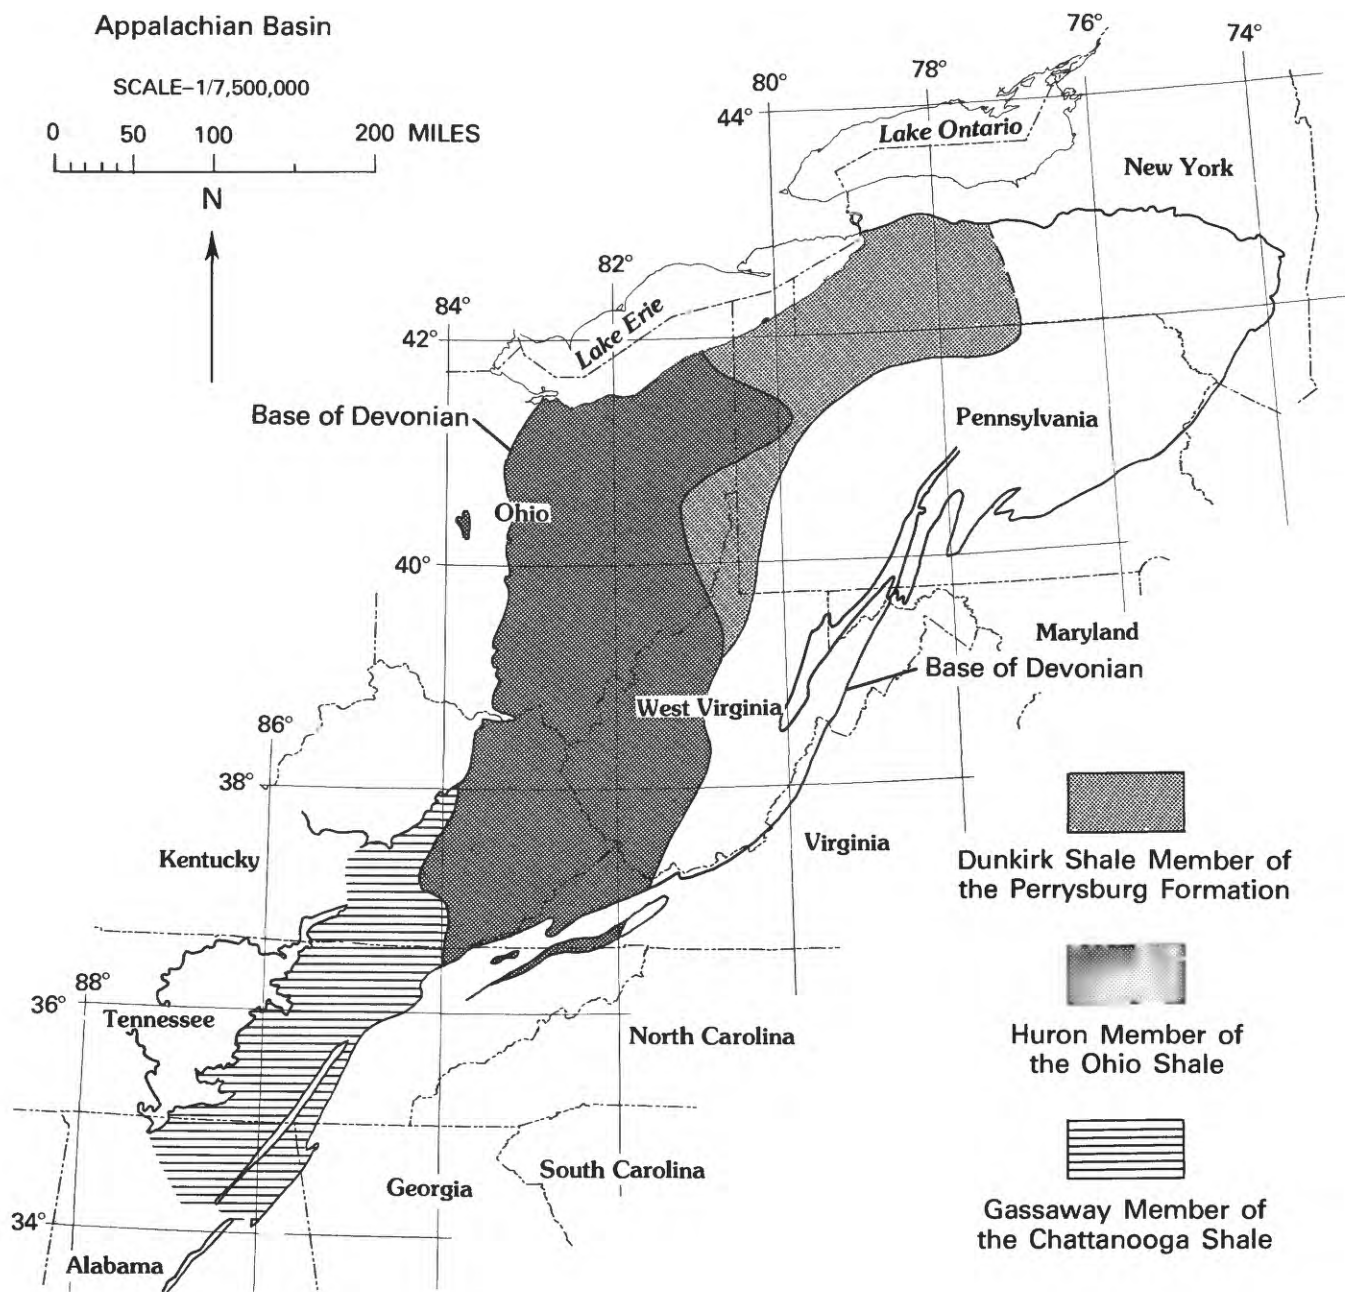 Appalachian Basin
SCALE–1/7,500,000
0 50 100 200 MILES
N
76°
74°
78°
80°
44°
Lake Ontario
New York
82°
84°
42°
Lake Erie
Base of Devonian
Pennsylvania
Ohio
40°
Maryland
Base of Devonian
West Virginia
86°
38°
Virginia
Kentucky
Dunkirk Shale Member of
the Perrysburg Formation
88°
36°
Tennessee
North Carolina
Huron Member of
the Ohio Shale
South Carolina
Georgia
Gassaway Member of
the Chattanooga Shale
34°
Alabama